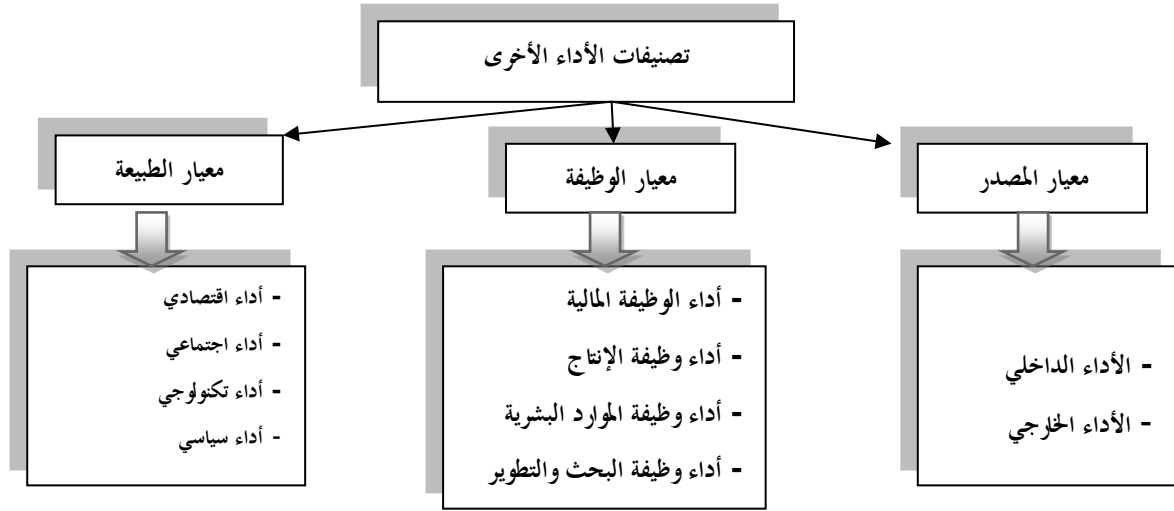 تصنيفات الأداء الأخرى
معيار المصدر
معيار الوظيفة
معيار الطبيعة
- الأداء الداخلي
- الأداء الخارجي
- أداء الوظيفة المالية
- أداء وظيفة الإنتاج
- أداء وظيفة الموارد البشرية
- أداء وظيفة البحث والتطوير
- أداء اقتصادي
- أداء اجتماعي
- أداء تكنولوجي
- أداء سياسي